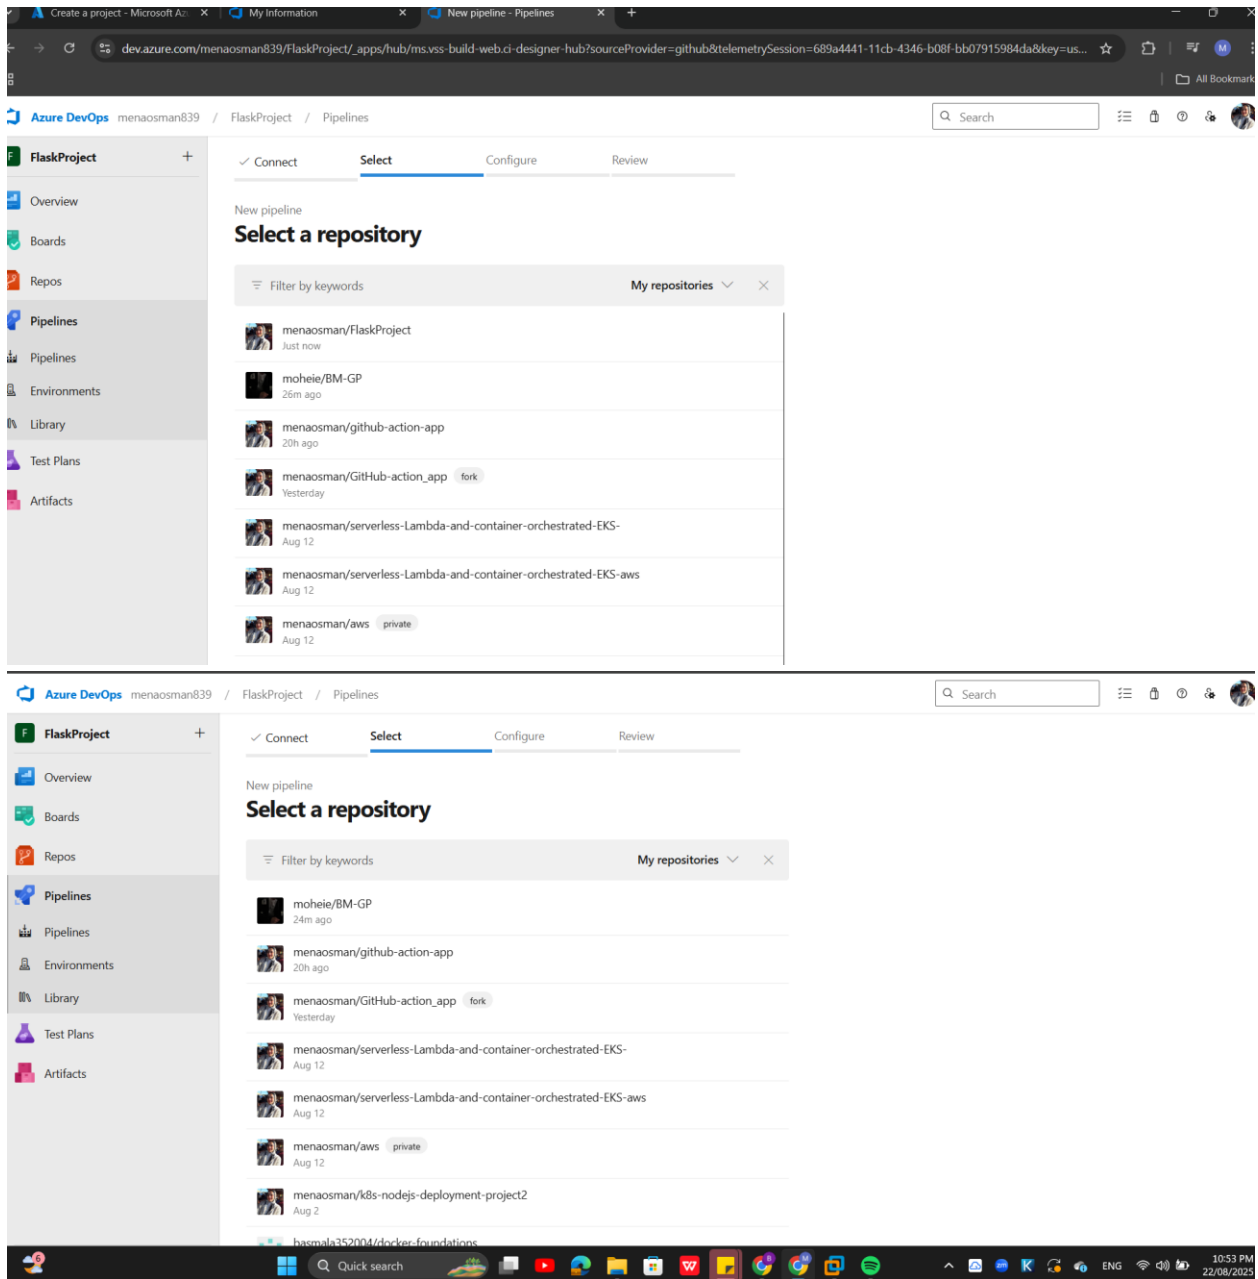 Create a project - Microsoft Az
My Information
New pipeline - Pipelines
dev.azure.com/menaosman839/FlaskProject/_apps/hub/ms.vss-build-web.ci-designer-hub?sourceProvider=github&telemetrySession=689a4441-11cb-4346-b08f-bb07915984da&key=us...
M
All Bookmark
Azure DevOps menaosman839 / FlaskProject / Pipelines
Search
F FlaskProject +
Connect Select Configure Review
Overview
New pipeline
Boards
Select a repository
Repos
Filter by keywords My repositories
Pipelines
menaosman/FlaskProject
Just now
Pipelines
moheie/BM-GP
26m ago
Environments
Library
menaosman/github-action-app
20h ago
Test Plans
menaosman/GitHub-action_app fork
Yesterday
Artifacts
menaosman/serverless-Lambda-and-container-orchestrated-EKS-
Aug 12
menaosman/serverless-Lambda-and-container-orchestrated-EKS-aws
Aug 12
menaosman/aws private
Aug 12
Azure DevOps menaosman839 / FlaskProject / Pipelines
Search
F FlaskProject +
Connect Select Configure Review
Overview
New pipeline
Boards
Select a repository
Repos
Filter by keywords My repositories
Pipelines
moheie/BM-GP
24m ago
Pipelines
menaosman/github-action-app
20h ago
Environments
Library
menaosman/GitHub-action_app fork
Yesterday
Test Plans
menaosman/serverless-Lambda-and-container-orchestrated-EKS-
Aug 12
Artifacts
menaosman/serverless-Lambda-and-container-orchestrated-EKS-aws
Aug 12
menaosman/aws private
Aug 12
menaosman/k8s-nodejs-deployment-project2
Aug 2
basmala352004/docker-foundations
6
Quick search
ENG
10:53 PM
22/08/2025